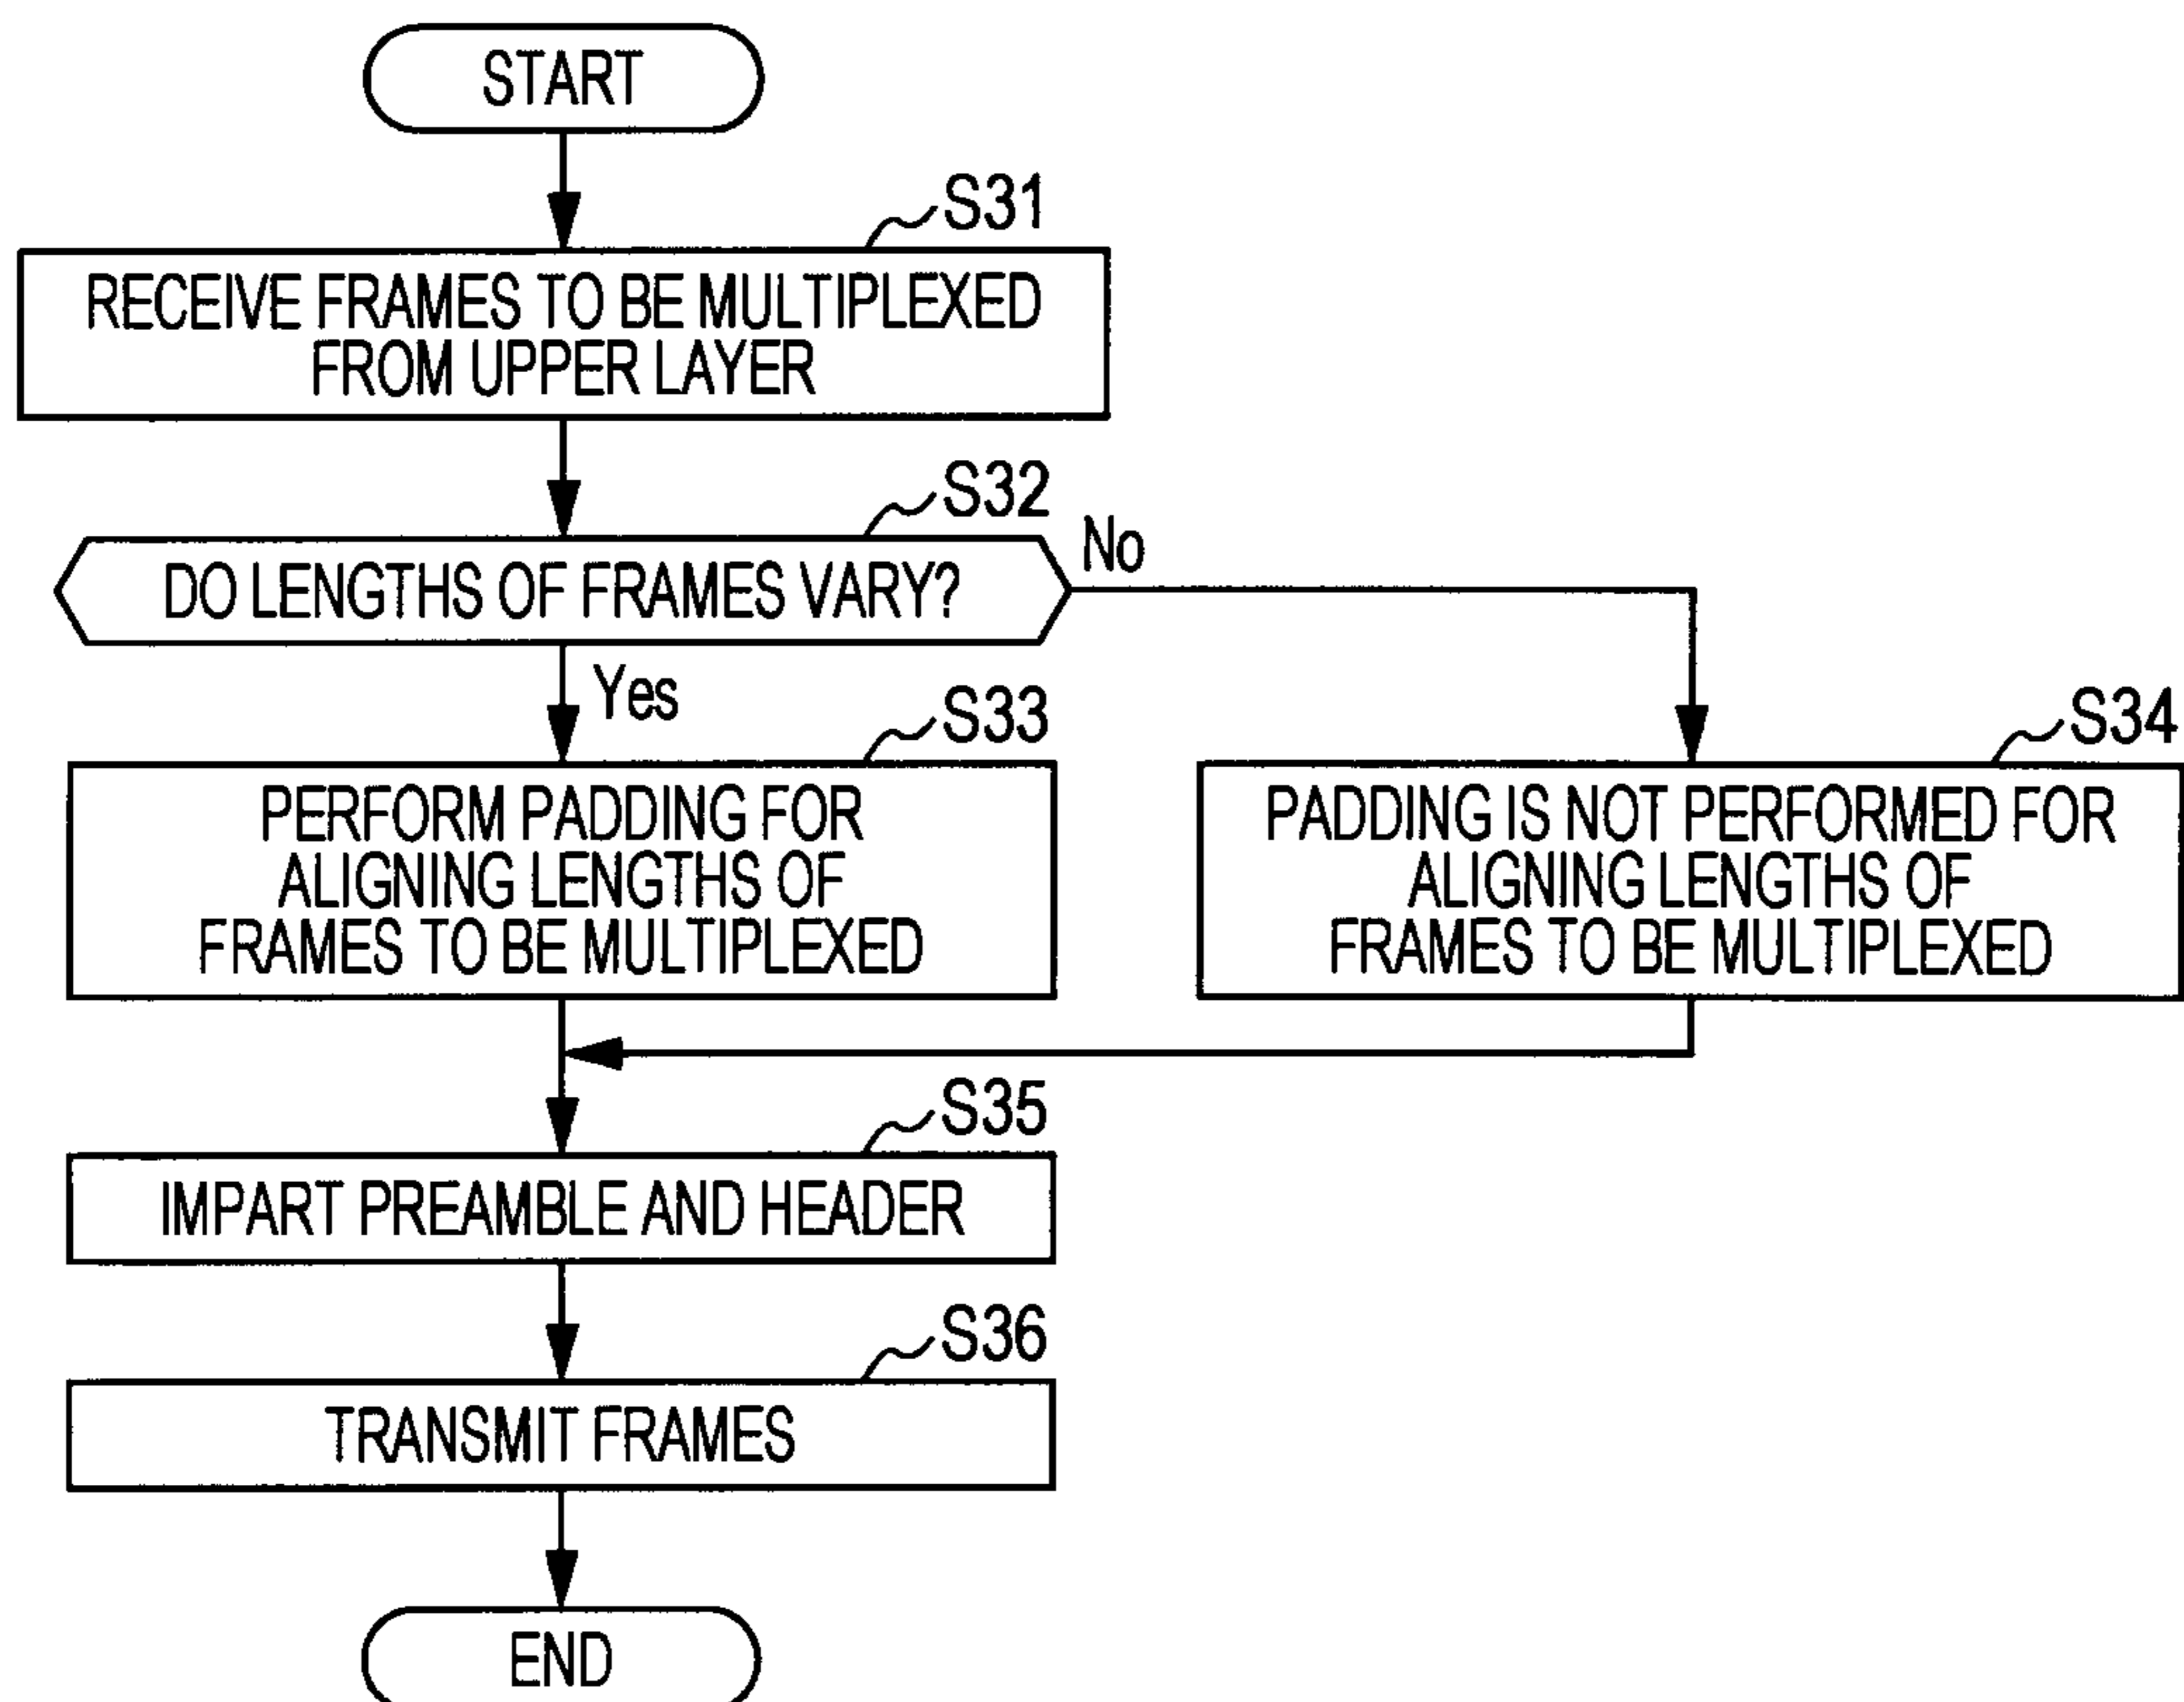 START
S31
RECEIVE FRAMES TO BE MULTIPLEXED
FROM UPPER LAYER
S32
DO LENGTHS OF FRAMES VARY?
No
Yes
S33
PERFORM PADDING FOR
ALIGNING LENGTHS OF
FRAMES TO BE MULTIPLEXED
S34
PADDING IS NOT PERFORMED FOR
ALIGNING LENGTHS OF
FRAMES TO BE MULTIPLEXED
S35
IMPART PREAMBLE AND HEADER
S36
TRANSMIT FRAMES
END